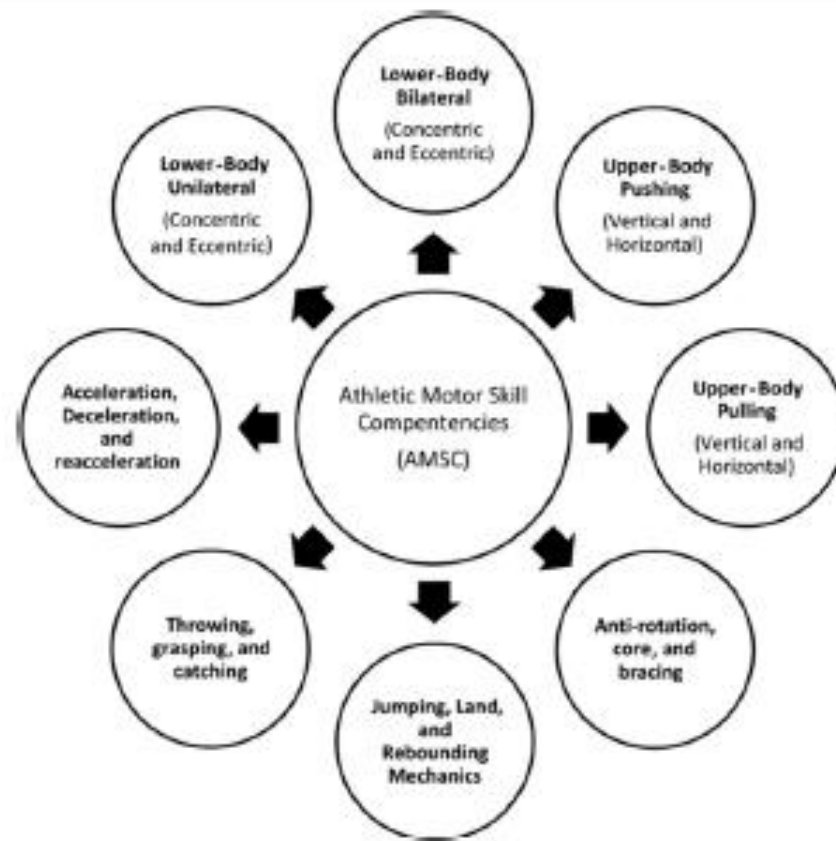 Lower-Body
Bilateral
(Concentric
and Eccentric)
Upper-Body
Pushing
(Vertical and
Horizontal)
Upper-Body
Pulling
(Vertical and
Horizontal)
Anti-rotation,
core, and
bracing
Jumping, Land,
and
Rebounding
Mechanics
Throwing,
grasping, and
catching
Acceleration,
Deceleration,
and
reacceleration
Lower-Body
Unilateral
(Concentric
and Eccentric)
Athletic Motor Skill
Compentencies
(AMSC)